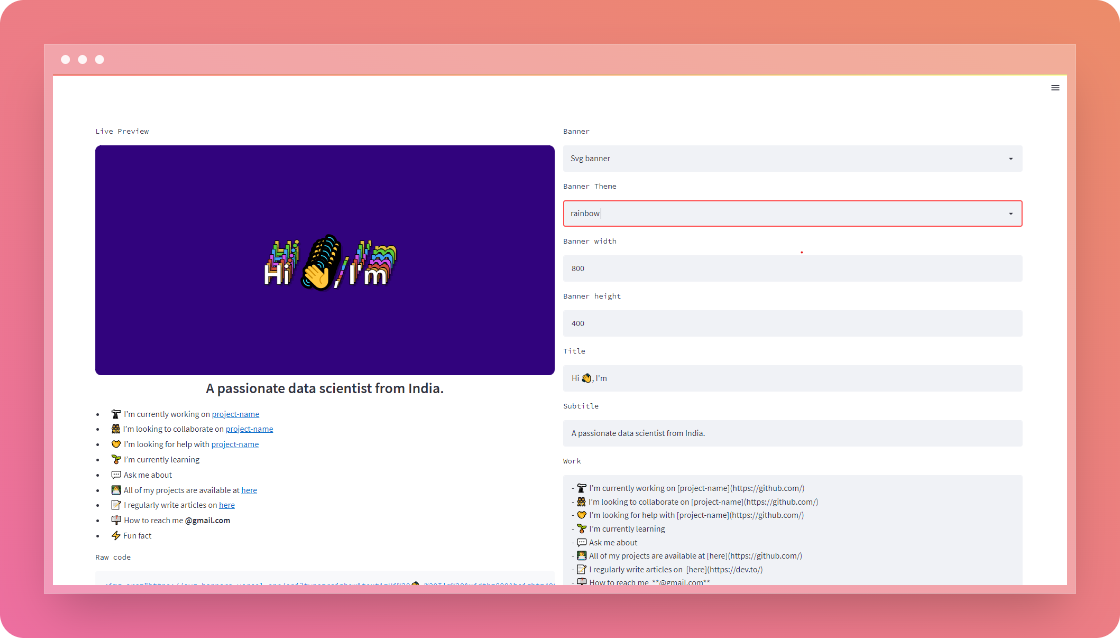 Live Preview
Hi 👋, I'm
A passionate data scientist from India.
• 🔭 I'm currently working on project-name
• 👯 I'm looking to collaborate on project-name
• 🤝 I'm looking for help with project-name
• 🌱 I'm currently learning
• 💬 Ask me about
• 👨‍💻 All of my projects are available at here
• 📝 I regularly write articles on here
• 📫 How to reach me @gmail.com
• ⚡ Fun fact
Raw code
Banner
Svg banner
Banner Theme
rainbow
Banner width
800
Banner height
400
Title
Hi 👋, I'm
Subtitle
A passionate data scientist from India.
Work
- 🔭 I'm currently working on [project-name](https://github.com/)
- 👯 I'm looking to collaborate on [project-name](https://github.com/)
- 🤝 I'm looking for help with [project-name](https://github.com/)
- 🌱 I'm currently learning
- 💬 Ask me about
- 👨‍💻 All of my projects are available at [here](https://github.com/)
- 📝 I regularly write articles on [here](https://dev.to/)
- 📫 How to reach me **@gmail.com**